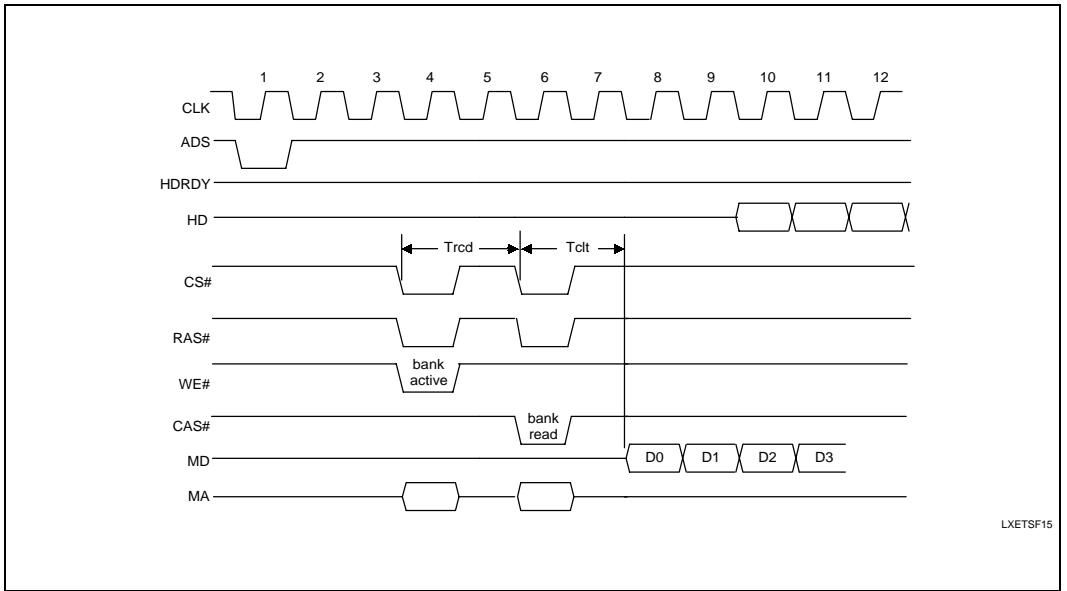 1 2 3 4 5 6 7 8 9 10 11 12
CLK
ADS
HDRDY
HD
Trcd Tclt
CS#
RAS#
bank
active
WE#
bank
read
CAS#
MD D0 D1 D2 D3
MA
LXETSF15